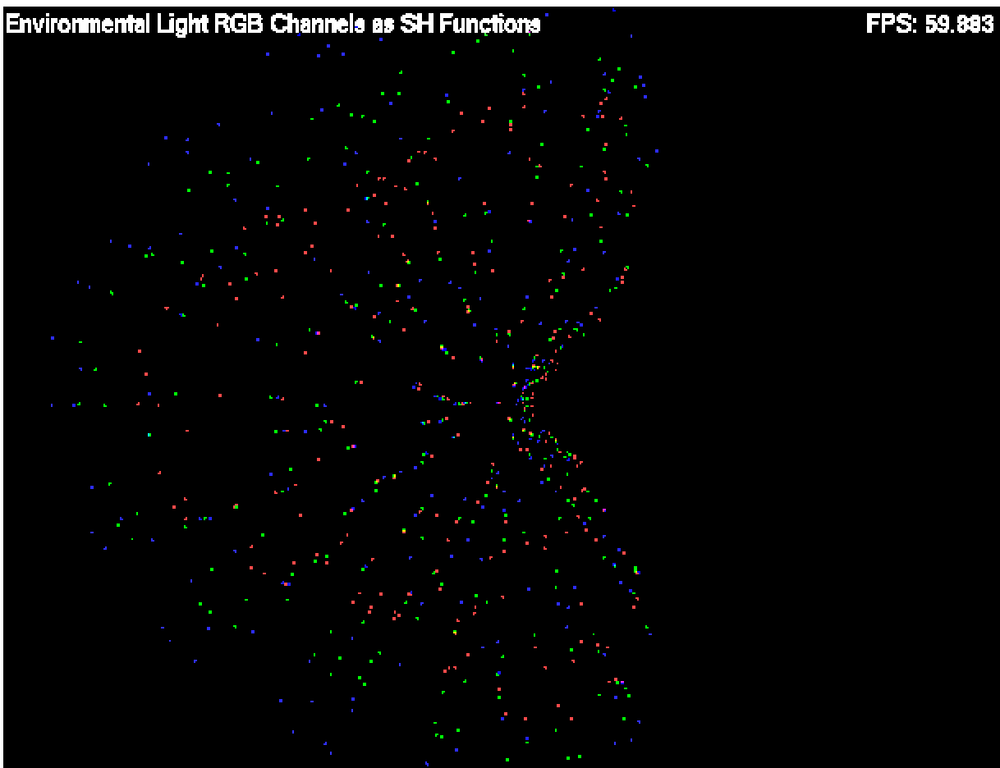 Environmental Light RGB Channels as SH Functions
FPS: 59.883